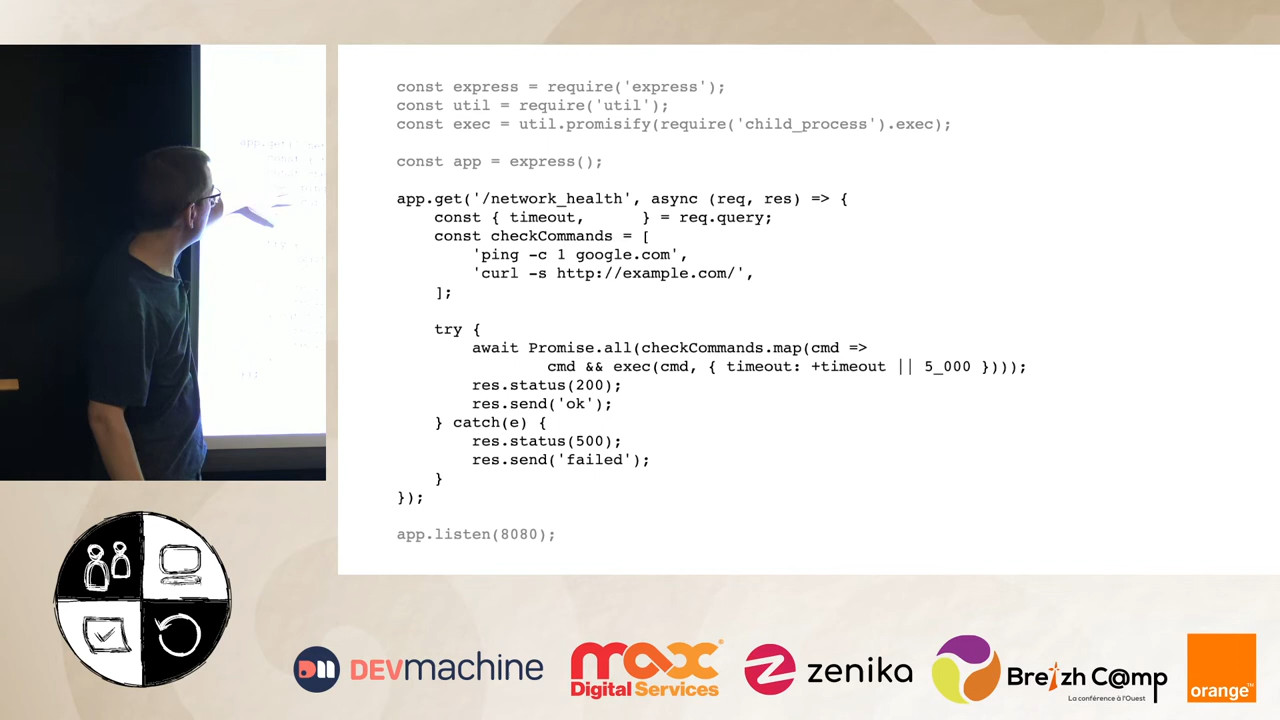 const express = require('express');
const util = require('util');
const exec = util.promisify(require('child_process').exec);
const app = express();
app.get('/network_health', async (req, res) => {
    const { timeout,      } = req.query;
    const checkCommands = [
        'ping -c 1 google.com',
        'curl -s http://example.com/',
    ];
    try {
        await Promise.all(checkCommands.map(cmd =>
                cmd && exec(cmd, { timeout: +timeout || 5_000 })));
        res.status(200);
        res.send('ok');
    } catch(e) {
        res.status(500);
        res.send('failed');
    }
});
app.listen(8080);
DEVmachine
max
Digital Services
zenika
Breizh C@mp
La conférence à l'Ouest
orange™